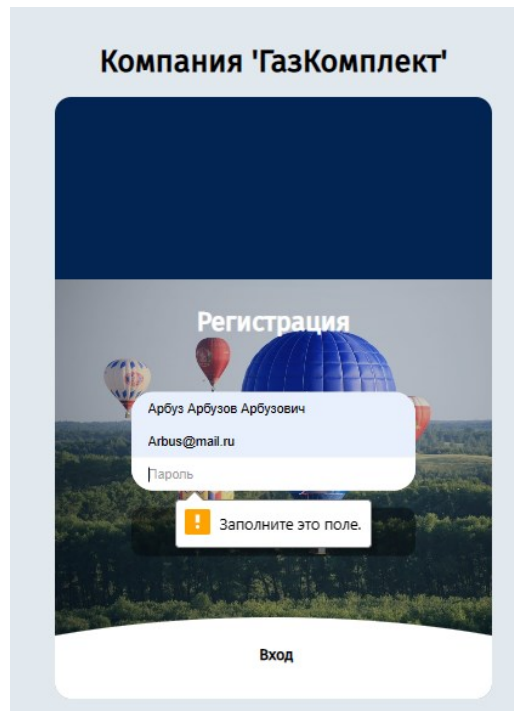 Компания 'ГазКомплект'
Регистрация
Арбуз Арбузов Арбузович
Arbus@mail.ru
Пароль
! Заполните это поле.
Вход